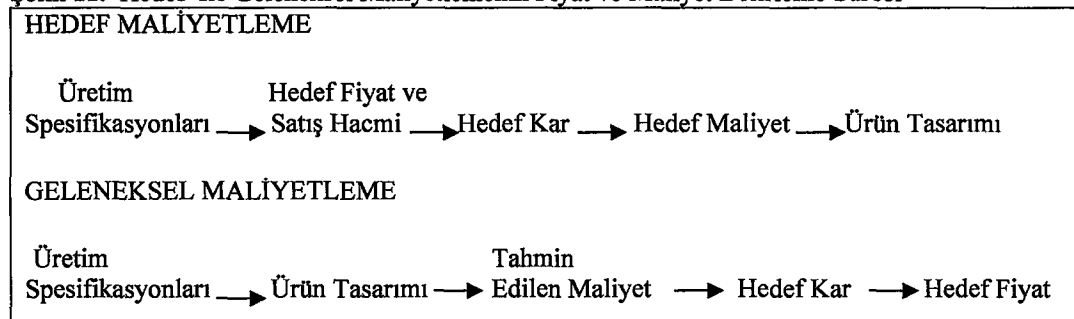 HEDEF MALİYETLEME
Üretim Hedef Fiyat ve
Spesifikasyonları Satış Hacmi Hedef Kar Hedef Maliyet Ürün Tasarımı
GELENEKSEL MALİYETLEME
Üretim Tahmin
Spesifikasyonları Ürün Tasarımı Edilen Maliyet Hedef Kar Hedef Fiyat